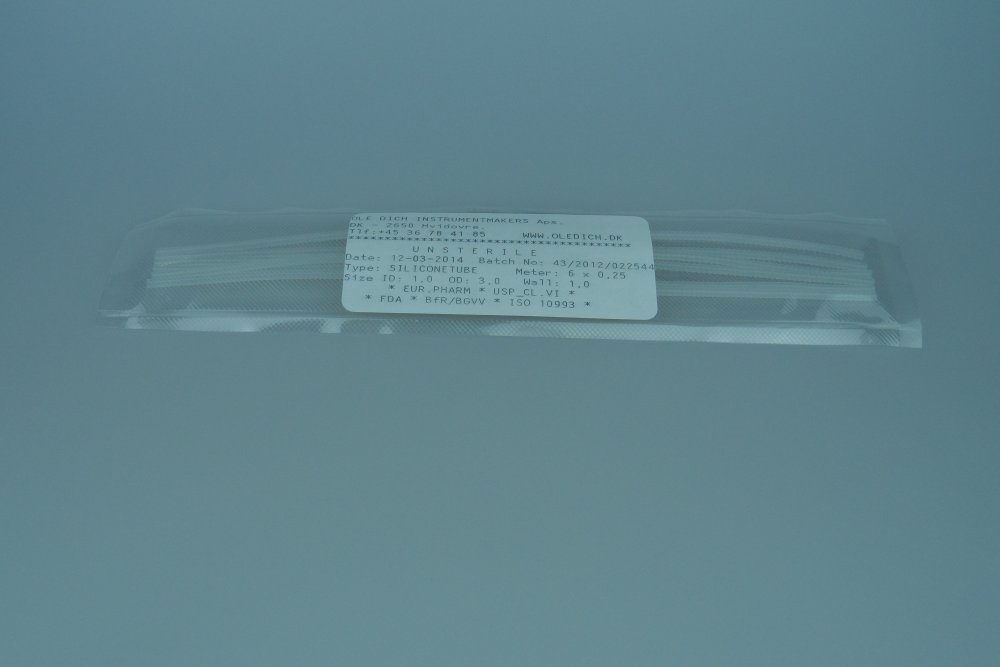 OLE DICH INSTRUMENTMAKERS Aps.
DK - 2650 Hvidovre.
Tlf:+45 36 78 41 85 WWW.OLEDICH.DK
****************************************
U N S T E R I L E
Date: 12-03-2014 Batch No: 43/2012/022544
Type: SILICONETUBE Meter: 6 x 0,25
Size ID: 1,0 OD: 3,0 Wall: 1,0
* EUR.PHARM * USP_CL.VI *
* FDA * BfR/BGVV * ISO 10993 *